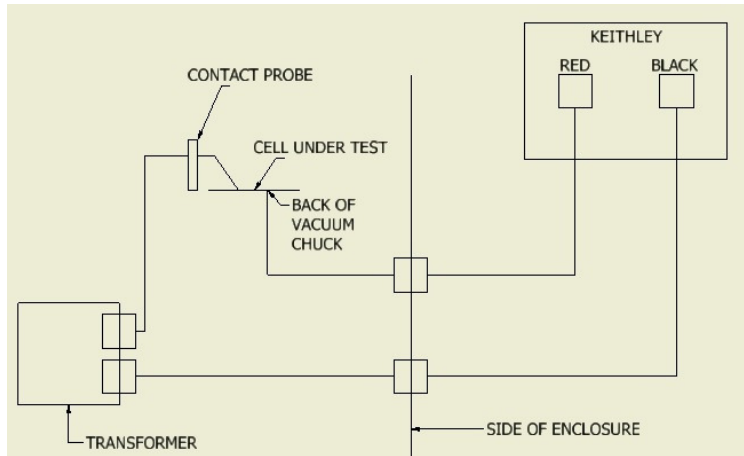 KEITHLEY
RED
BLACK
CONTACT PROBE
CELL UNDER TEST
BACK OF
VACUUM
CHUCK
SIDE OF ENCLOSURE
TRANSFORMER